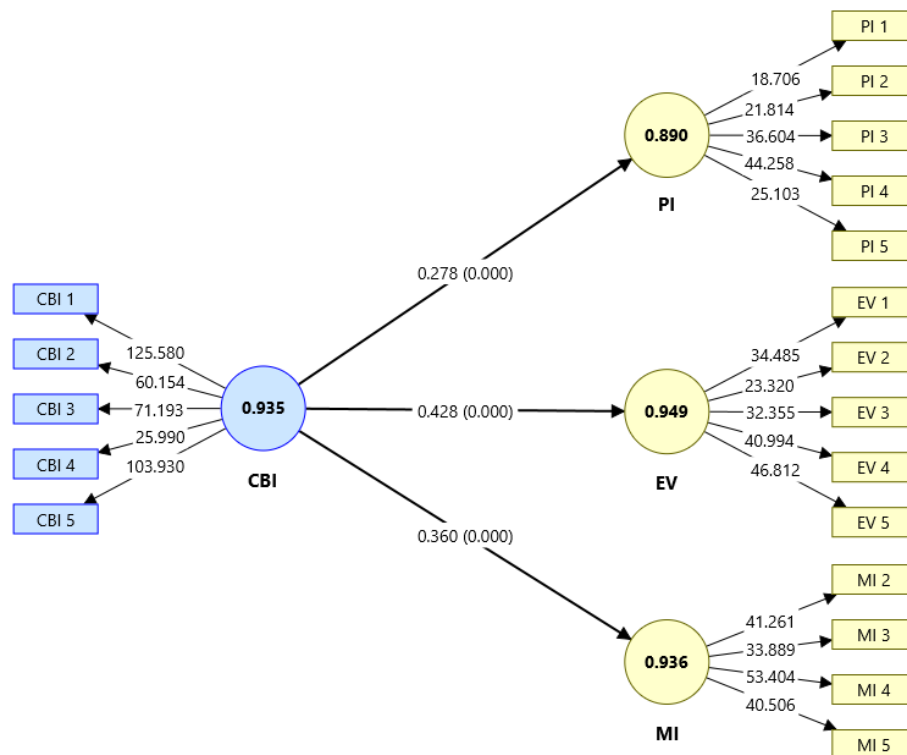 PI 1
PI 2
PI 3
PI 4
PI 5
18.706
21.814
36.604
44.258
25.103
0.890
PI
0.278 (0.000)
CBI 1
CBI 2
CBI 3
CBI 4
CBI 5
125.580
60.154
71.193
25.990
103.930
0.935
CBI
0.428 (0.000)
0.949
EV
34.485
23.320
32.355
40.994
46.812
EV 1
EV 2
EV 3
EV 4
EV 5
0.360 (0.000)
0.936
MI
41.261
33.889
53.404
40.506
MI 2
MI 3
MI 4
MI 5